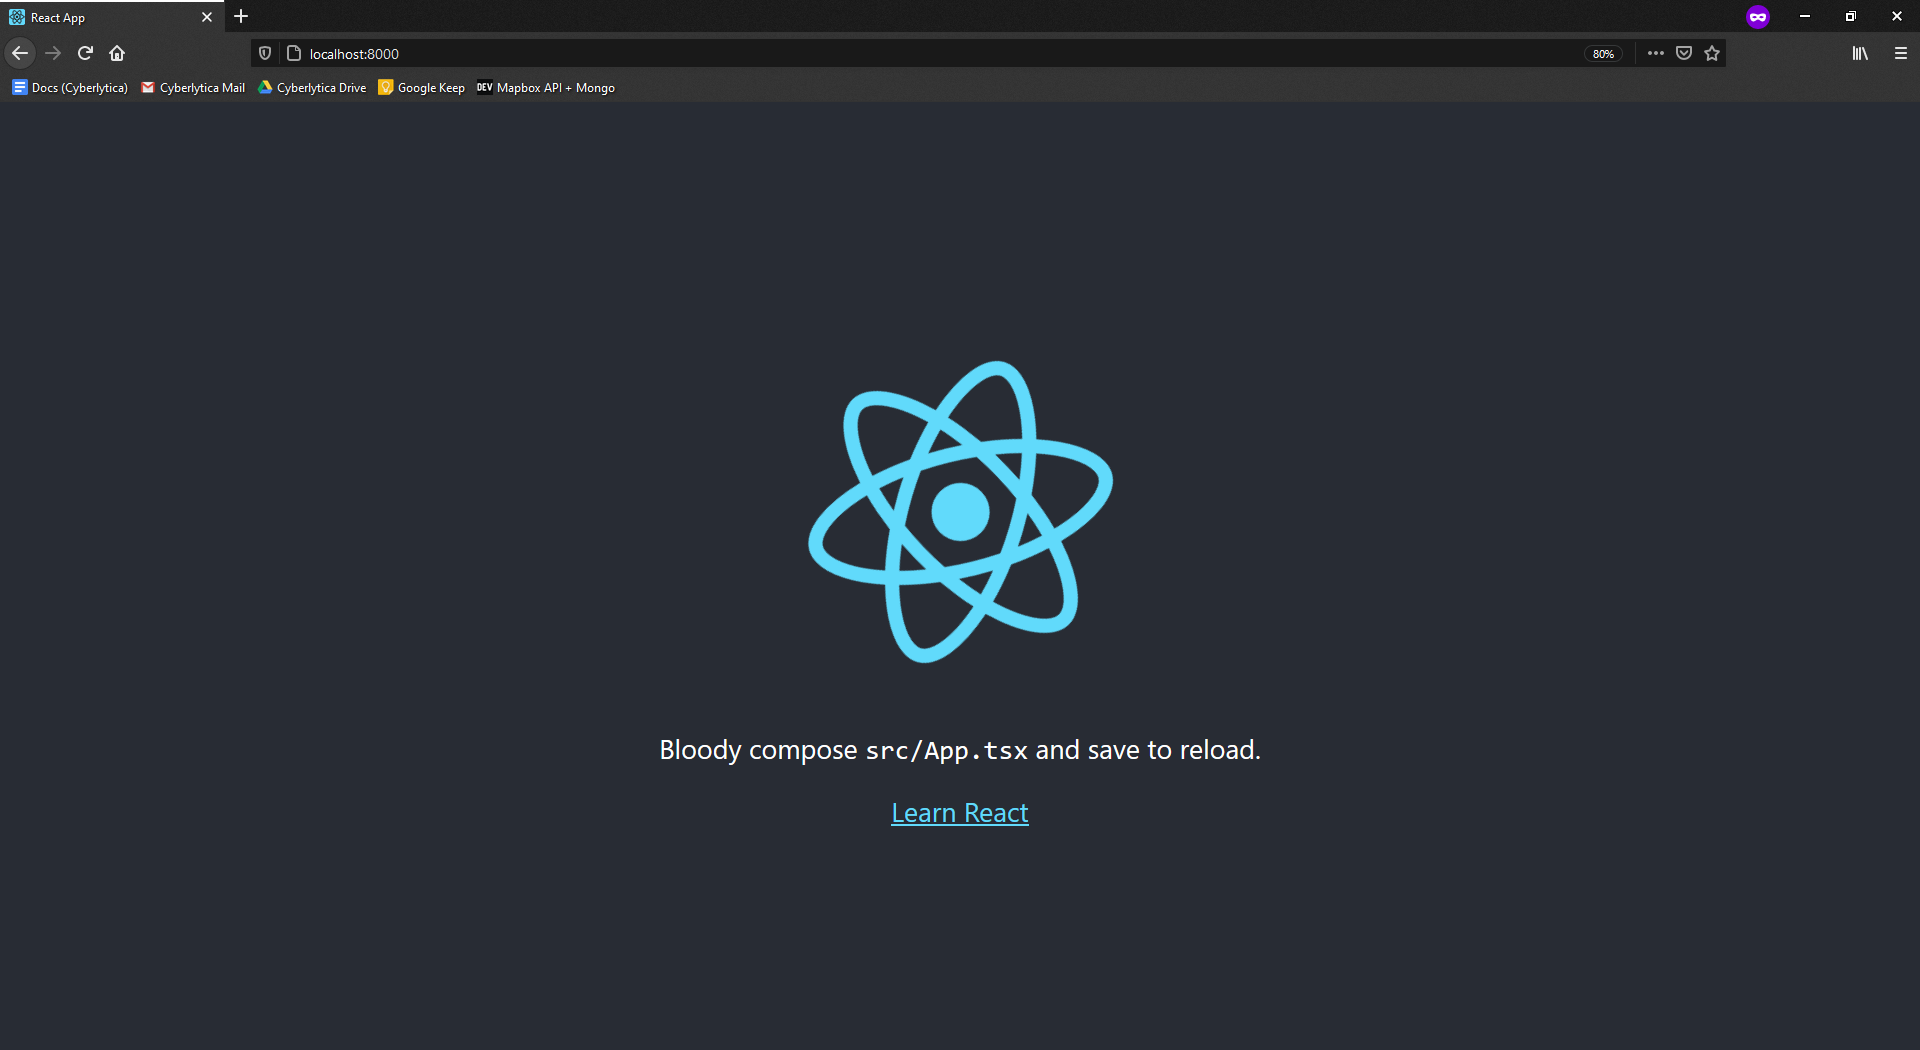 React App
localhost:8000
80%
Docs (Cyberlytica) Cyberlytica Mail Cyberlytica Drive Google Keep DEV Mapbox API + Mongo
Bloody compose src/App.tsx and save to reload.
Learn React